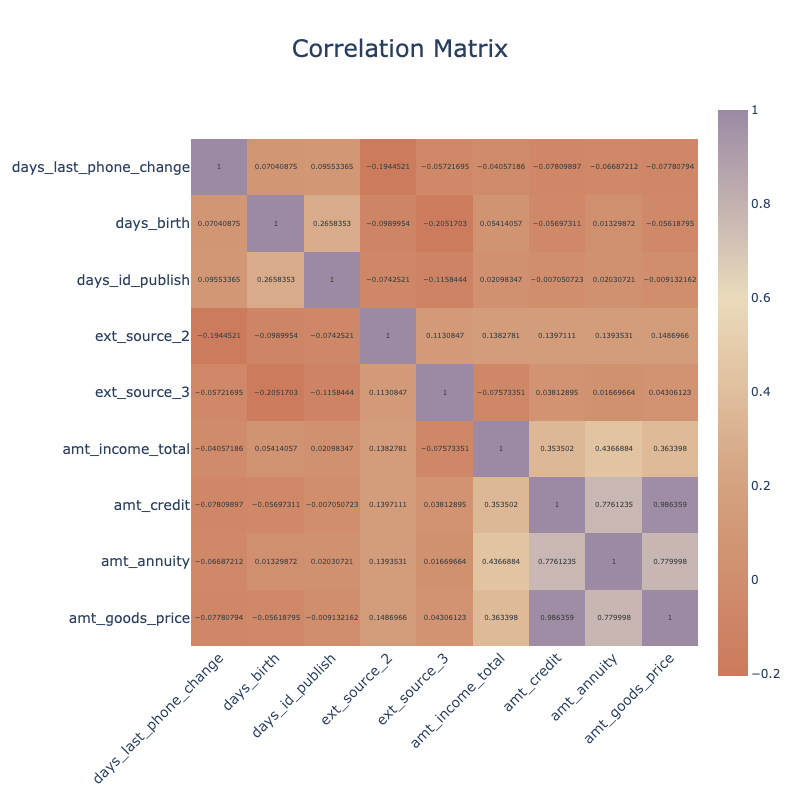 Correlation Matrix
days_last_phone_change 1 0.07040875 0.09553365 −0.1944521 −0.05721695 −0.04057186 −0.07809897 −0.06687212 −0.07780794
days_birth 0.07040875 1 0.2658353 −0.0989954 −0.2051703 0.05414057 −0.05697311 0.01329872 −0.05618795
days_id_publish 0.09553365 0.2658353 1 −0.0742521 −0.1158444 0.02098347 −0.007050723 0.02030721 −0.009132162
ext_source_2 −0.1944521 −0.0989954 −0.0742521 1 0.1130847 0.1382781 0.1397111 0.1393531 0.1486966
ext_source_3 −0.05721695 −0.2051703 −0.1158444 0.1130847 1 −0.07573351 0.03812895 0.01669664 0.04306123
amt_income_total −0.04057186 0.05414057 0.02098347 0.1382781 −0.07573351 1 0.353502 0.4366884 0.363398
amt_credit −0.07809897 −0.05697311 −0.007050723 0.1397111 0.03812895 0.353502 1 0.7761235 0.986359
amt_annuity −0.06687212 0.01329872 0.02030721 0.1393531 0.01669664 0.4366884 0.7761235 1 0.779998
amt_goods_price −0.07780794 −0.05618795 −0.009132162 0.1486966 0.04306123 0.363398 0.986359 0.779998 1
days_last_phone_change
days_birth
days_id_publish
ext_source_2
ext_source_3
amt_income_total
amt_credit
amt_annuity
amt_goods_price
1
0.8
0.6
0.4
0.2
0
−0.2